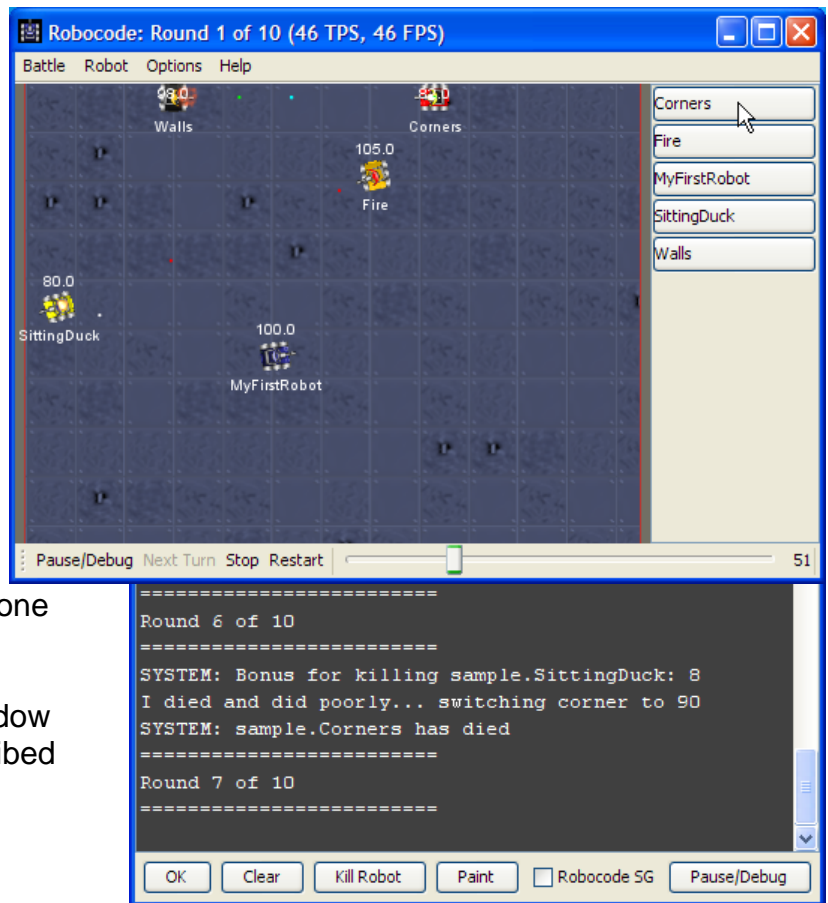 Robocode: Round 1 of 10 (46 TPS, 46 FPS)
Battle Robot Options Help
Walls
Corners
105.0
Fire
80.0
SittingDuck
100.0
MyFirstRobot
Corners
Fire
MyFirstRobot
SittingDuck
Walls
Pause/Debug Next Turn Stop Restart 51
one
dow
ibed
=========================
Round 6 of 10
=========================
SYSTEM: Bonus for killing sample.SittingDuck: 8
I died and did poorly... switching corner to 90
SYSTEM: sample.Corners has died
=========================
Round 7 of 10
=========================
OK Clear Kill Robot Paint Robocode SG Pause/Debug